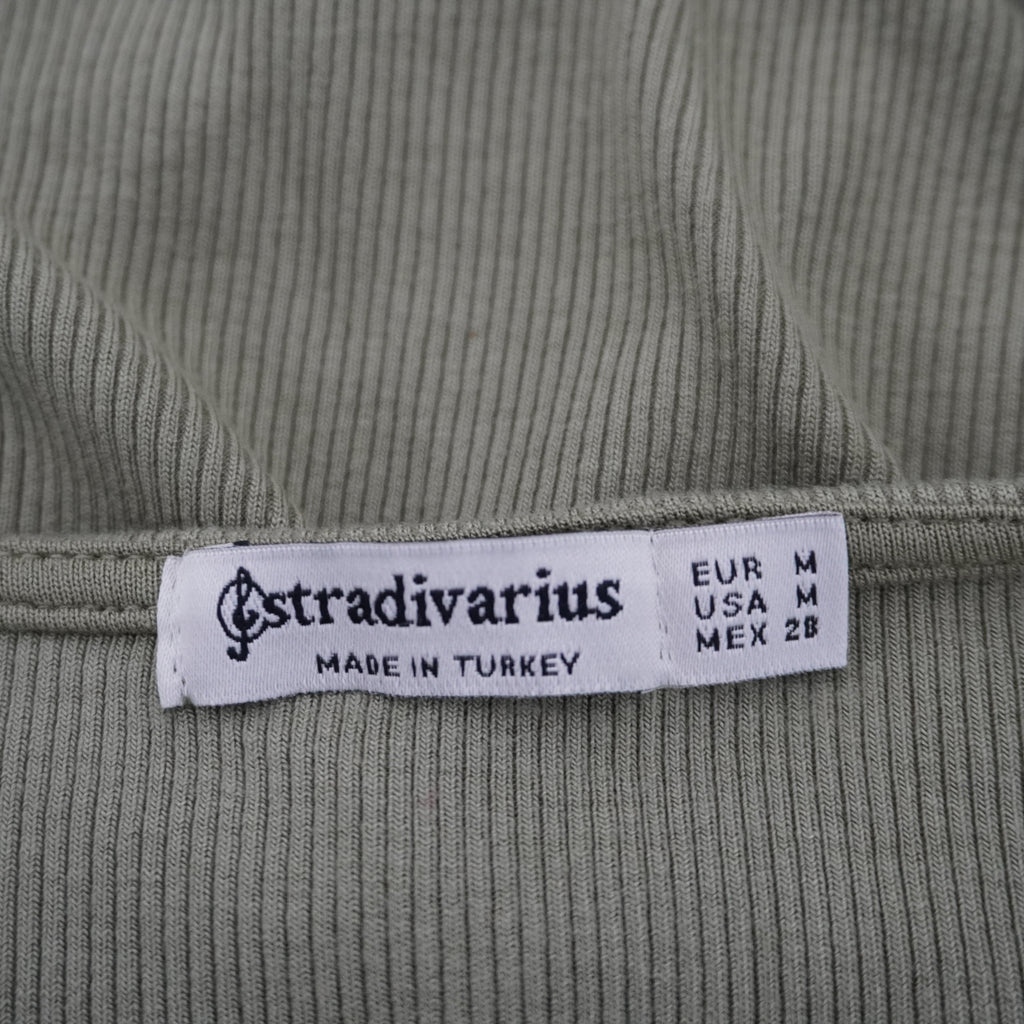 stradivarius
MADE IN TURKEY
EUR M
USA M
MEX 28